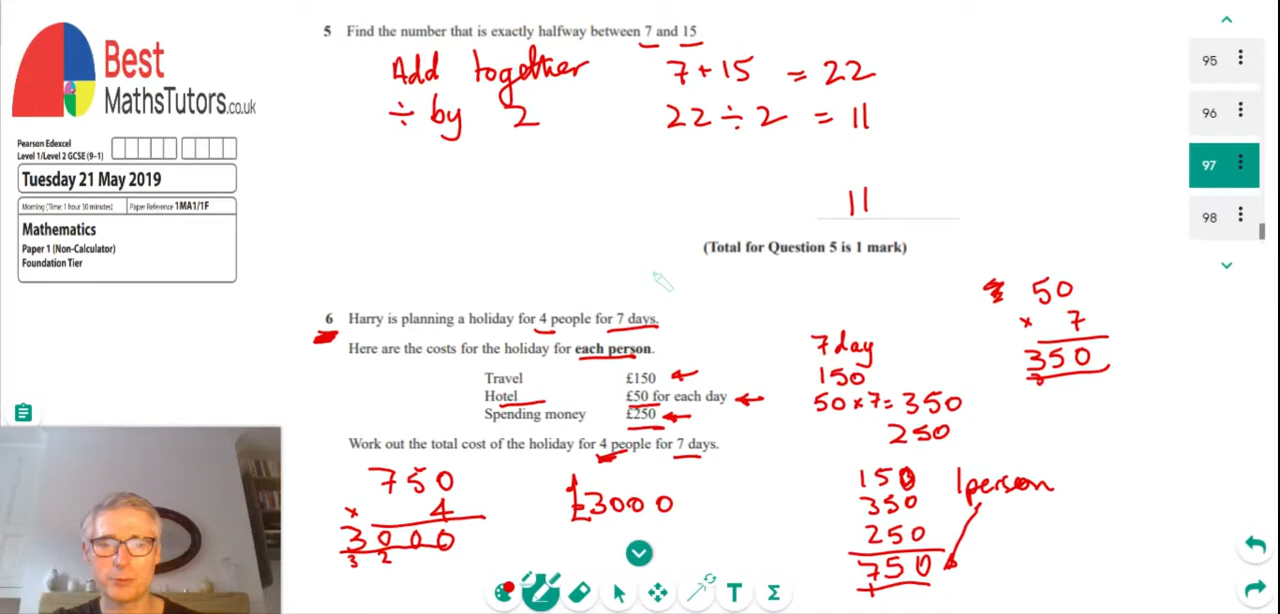 Best
MathsTutors.co.uk
Pearson Edexcel
Level 1/Level 2 GCSE (9–1)
Tuesday 21 May 2019
Morning (Time: 1 hour 30 minutes) Paper Reference 1MA1/1F
Mathematics
Paper 1 (Non-Calculator)
Foundation Tier
5 Find the number that is exactly halfway between 7 and 15
Add together 7+15 = 22
÷ by 2 22÷2 = 11
11
(Total for Question 5 is 1 mark)
6 Harry is planning a holiday for 4 people for 7 days.
Here are the costs for the holiday for each person.
Travel £150
Hotel £50 for each day
Spending money £250
Work out the total cost of the holiday for 4 people for 7 days.
750
× 4
3000
3 2
£3000
7 day
150
50×7= 350
250
50
× 7
350
3
150 1 person
350
250
750
1
95
96
97
98
T Σ